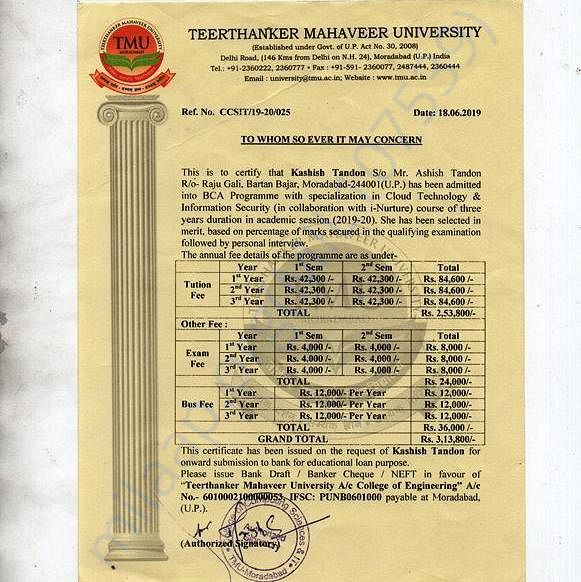 TEERTHANKER MAHAVEER UNIVERSITY
TMU
MORADABAD
TEERTHANKER MAHAVEER UNIVERSITY
(Established under Govt. of U.P. Act No. 30, 2008)
Delhi Road, (146 Kms from Delhi on N.H. 24), Moradabad (U.P.) India
Tel.: +91-2360222, 2360777 • Fax: +91-591- 2360077, 2487444, 2360444
Email : university@tmu.ac.in; Website : www.tmu.ac.in
Ref. No. CCSIT/19-20/025 Date: 18.06.2019
TO WHOM SO EVER IT MAY CONCERN
This is to certify that Kashish Tandon S/o Mr. Ashish Tandon
R/o- Raju Gali, Bartan Bajar, Moradabad-244001(U.P.) has been admitted
into BCA Programme with specialization in Cloud Technology &
Information Security (in collaboration with i-Nurture) course of three
years duration in academic session (2019-20). She has been selected in
merit, based on percentage of marks secured in the qualifying examination
followed by personal interview.
The annual fee details of the programme are as under-
Year 1st Sem 2nd Sem Total
Tution Fee 1st Year Rs. 42,300 /- Rs. 42,300 /- Rs. 84,600 /-
2nd Year Rs. 42,300 /- Rs. 42,300 /- Rs. 84,600 /-
3rd Year Rs. 42,300 /- Rs. 42,300 /- Rs. 84,600 /-
TOTAL Rs. 2,53,800/-
Other Fee :
Year 1st Sem 2nd Sem Total
Exam Fee 1st Year Rs. 4,000 /- Rs. 4,000 /- Rs. 8,000 /-
2nd Year Rs. 4,000 /- Rs. 4,000 /- Rs. 8,000 /-
3rd Year Rs. 4,000 /- Rs. 4,000 /- Rs. 8,000 /-
TOTAL Rs. 24,000/-
Bus Fee 1st Year Rs. 12,000/- Per Year Rs. 12,000/-
2nd Year Rs. 12,000/- Per Year Rs. 12,000/-
3rd Year Rs. 12,000/- Per Year Rs. 12,000/-
TOTAL Rs. 36,000 /-
GRAND TOTAL Rs. 3,13,800/-
This certificate has been issued on the request of Kashish Tandon for
onward submission to bank for educational loan purpose.
Please issue Bank Draft / Banker Cheque / NEFT in favour of
"Teerthanker Mahaveer University A/c College of Engineering" A/c
No.- 6010002100000053, IFSC: PUNB0601000 payable at Moradabad,
(U.P.).
(Authorized Signatory)
Computing Sciences & I.T.
Authorised Signatory
TMU-Moradabad